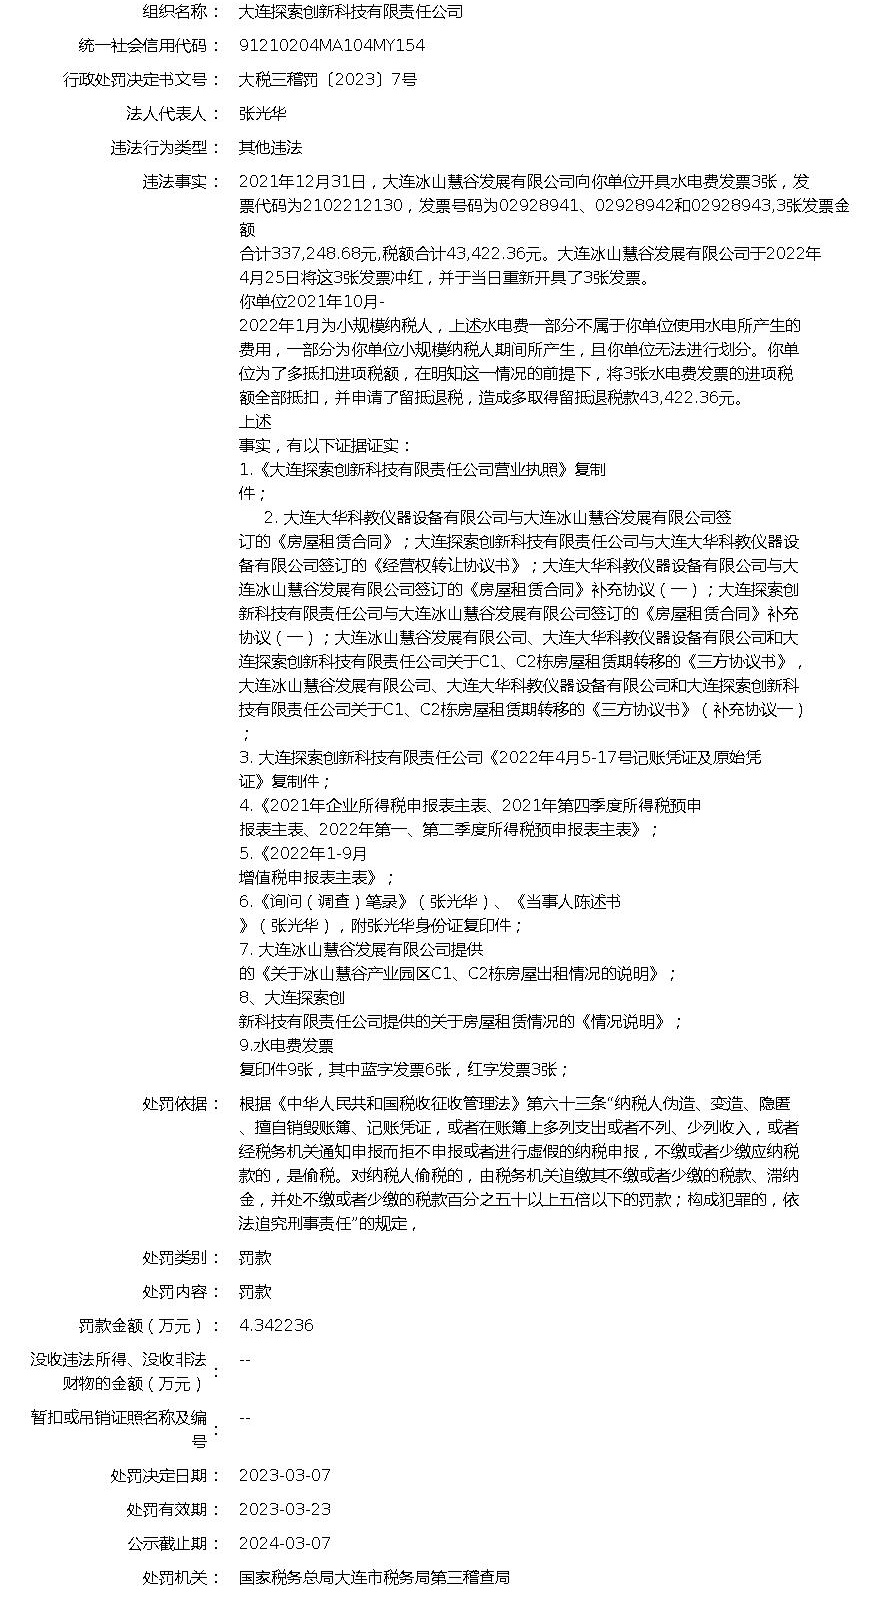 组织名称： 大连探索创新科技有限责任公司
统一社会信用代码： 91210204MA104MY154
行政处罚决定书文号： 大税三稽罚〔2023〕7号
法人代表人： 张光华
违法行为类型： 其他违法
违法事实： 2021年12月31日，大连冰山慧谷发展有限公司向你单位开具水电费发票3张，发
票代码为2102212130，发票号码为02928941、02928942和02928943,3张发票金
额
合计337,248.68元,税额合计43,422.36元。大连冰山慧谷发展有限公司于2022年
4月25日将这3张发票冲红，并于当日重新开具了3张发票。
你单位2021年10月-
2022年1月为小规模纳税人，上述水电费一部分不属于你单位使用水电所产生的
费用，一部分为你单位小规模纳税人期间所产生，且你单位无法进行划分。你单
位为了多抵扣进项税额，在明知这一情况的前提下，将3张水电费发票的进项税
额全部抵扣，并申请了留抵退税，造成多取得留抵退税款43,422.36元。
上述
事实，有以下证据证实：
1.《大连探索创新科技有限责任公司营业执照》复制
件；
2. 大连大华科教仪器设备有限公司与大连冰山慧谷发展有限公司签
订的《房屋租赁合同》；大连探索创新科技有限责任公司与大连大华科教仪器设
备有限公司签订的《经营权转让协议书》；大连大华科教仪器设备有限公司与大
连冰山慧谷发展有限公司签订的《房屋租赁合同》补充协议（一）；大连探索创
新科技有限责任公司与大连冰山慧谷发展有限公司签订的《房屋租赁合同》补充
协议（一）；大连冰山慧谷发展有限公司、大连大华科教仪器设备有限公司和大
连探索创新科技有限责任公司关于C1、C2栋房屋租赁期转移的《三方协议书》，
大连冰山慧谷发展有限公司、大连大华科教仪器设备有限公司和大连探索创新科
技有限责任公司关于C1、C2栋房屋租赁期转移的《三方协议书》（补充协议一）
；
3. 大连探索创新科技有限责任公司《2022年4月5-17号记账凭证及原始凭
证》复制件；
4.《2021年企业所得税申报表主表、2021年第四季度所得税预申
报表主表、2022年第一、第二季度所得税预申报表主表》；
5.《2022年1-9月
增值税申报表主表》；
6.《询问（调查）笔录》（张光华）、《当事人陈述书
》（张光华），附张光华身份证复印件；
7. 大连冰山慧谷发展有限公司提供
的《关于冰山慧谷产业园区C1、C2栋房屋出租情况的说明》；
8、大连探索创
新科技有限责任公司提供的关于房屋租赁情况的《情况说明》；
9.水电费发票
复印件9张，其中蓝字发票6张，红字发票3张；
处罚依据： 根据《中华人民共和国税收征收管理法》第六十三条“纳税人伪造、变造、隐匿
、擅自销毁账簿、记账凭证，或者在账簿上多列支出或者不列、少列收入，或者
经税务机关通知申报而拒不申报或者进行虚假的纳税申报，不缴或者少缴应纳税
款的，是偷税。对纳税人偷税的，由税务机关追缴其不缴或者少缴的税款、滞纳
金，并处不缴或者少缴的税款百分之五十以上五倍以下的罚款；构成犯罪的，依
法追究刑事责任”的规定，
处罚类别： 罚款
处罚内容： 罚款
罚款金额（万元）： 4.342236
没收违法所得、没收非法
财物的金额（万元）： --
暂扣或吊销证照名称及编
号： --
处罚决定日期： 2023-03-07
处罚有效期： 2023-03-23
公示截止期： 2024-03-07
处罚机关： 国家税务总局大连市税务局第三稽查局